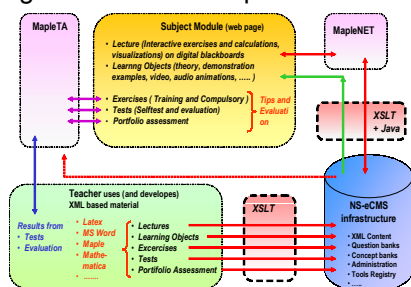 MapleTA
Subject Module (web page)
• Lecture (Interactive exercises and calculations,
visualizations) on digital blackboards
• Learnng Objects (theory, demonstration
examples, video, audio animations, ..... )
• Exercises ( Training and Compulsory )
• Tests (Selftest and evaluation)
• Portfolio assessment
Tips and
Evaluati
on
MapleNET
XSLT
+ Java
Teacher uses (and developes)
XML based material
Results from
• Tests
• Evaluation
• Latex
• MS Word
• Maple
• Mathe-
matica
• .......
• Lectures
• Learning Objects
• Excercises
• Tests
• Portifolio Assessment
XSLT
NS-eCMS
infrastructure
• XML Content
• Question banks
• Concept banks
• Administration
• Tools Registry
• .....